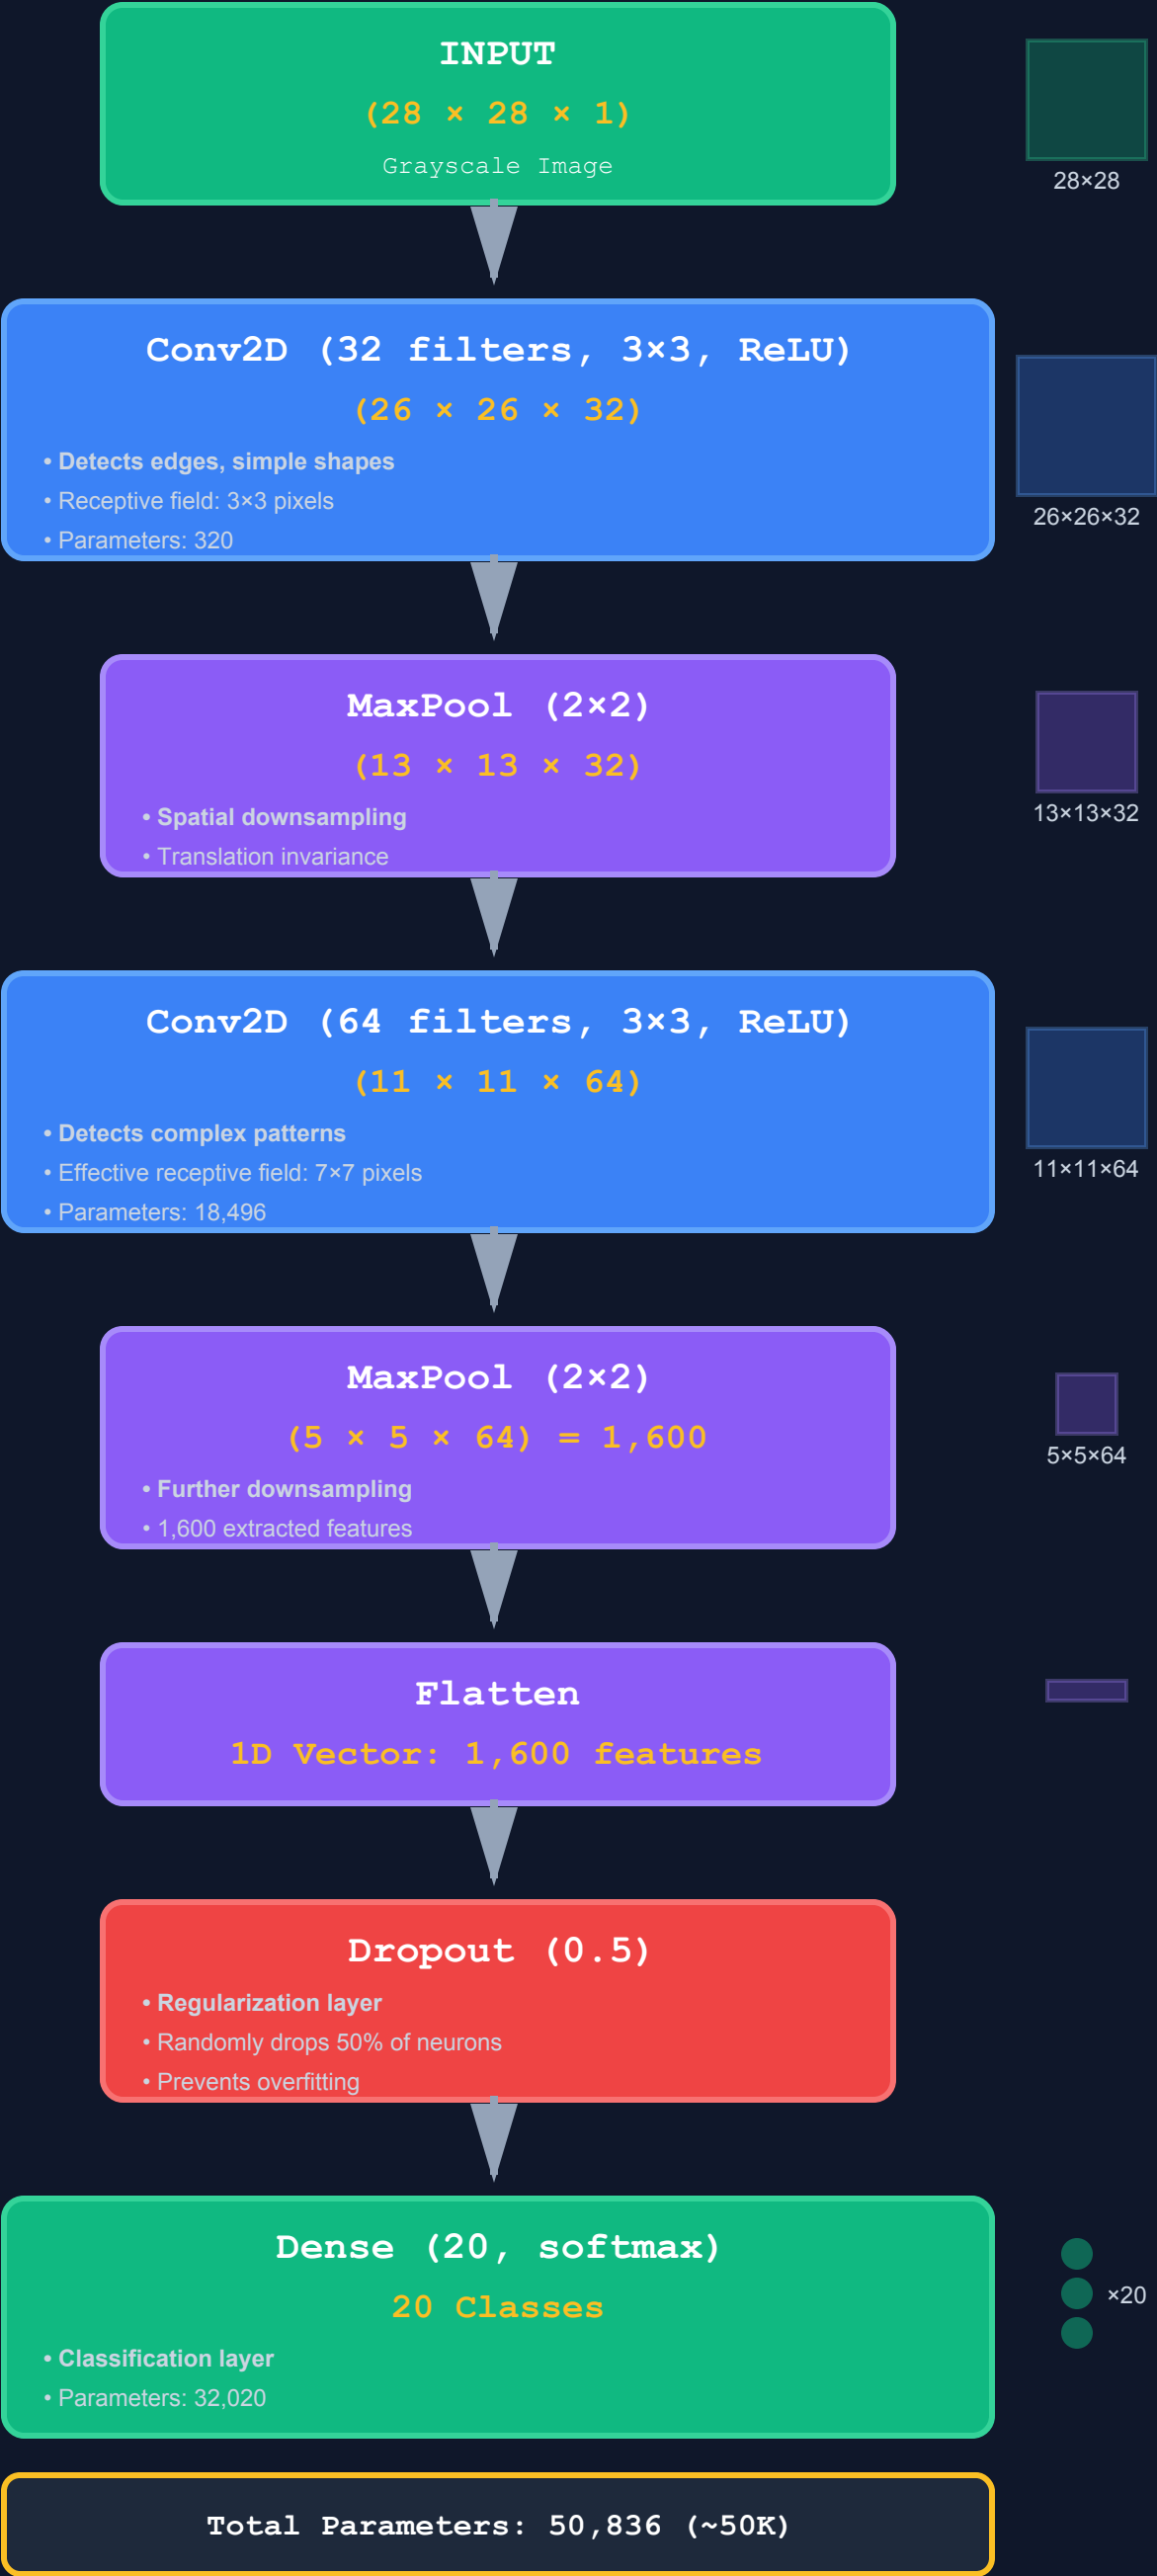 INPUT
(28 × 28 × 1)
Grayscale Image
28×28
Conv2D (32 filters, 3×3, ReLU)
(26 × 26 × 32)
• Detects edges, simple shapes
• Receptive field: 3×3 pixels
• Parameters: 320
26×26×32
MaxPool (2×2)
(13 × 13 × 32)
• Spatial downsampling
• Translation invariance
13×13×32
Conv2D (64 filters, 3×3, ReLU)
(11 × 11 × 64)
• Detects complex patterns
• Effective receptive field: 7×7 pixels
• Parameters: 18,496
11×11×64
MaxPool (2×2)
(5 × 5 × 64) = 1,600
• Further downsampling
• 1,600 extracted features
5×5×64
Flatten
1D Vector: 1,600 features
Dropout (0.5)
• Regularization layer
• Randomly drops 50% of neurons
• Prevents overfitting
Dense (20, softmax)
20 Classes
• Classification layer
• Parameters: 32,020
×20
Total Parameters: 50,836 (~50K)